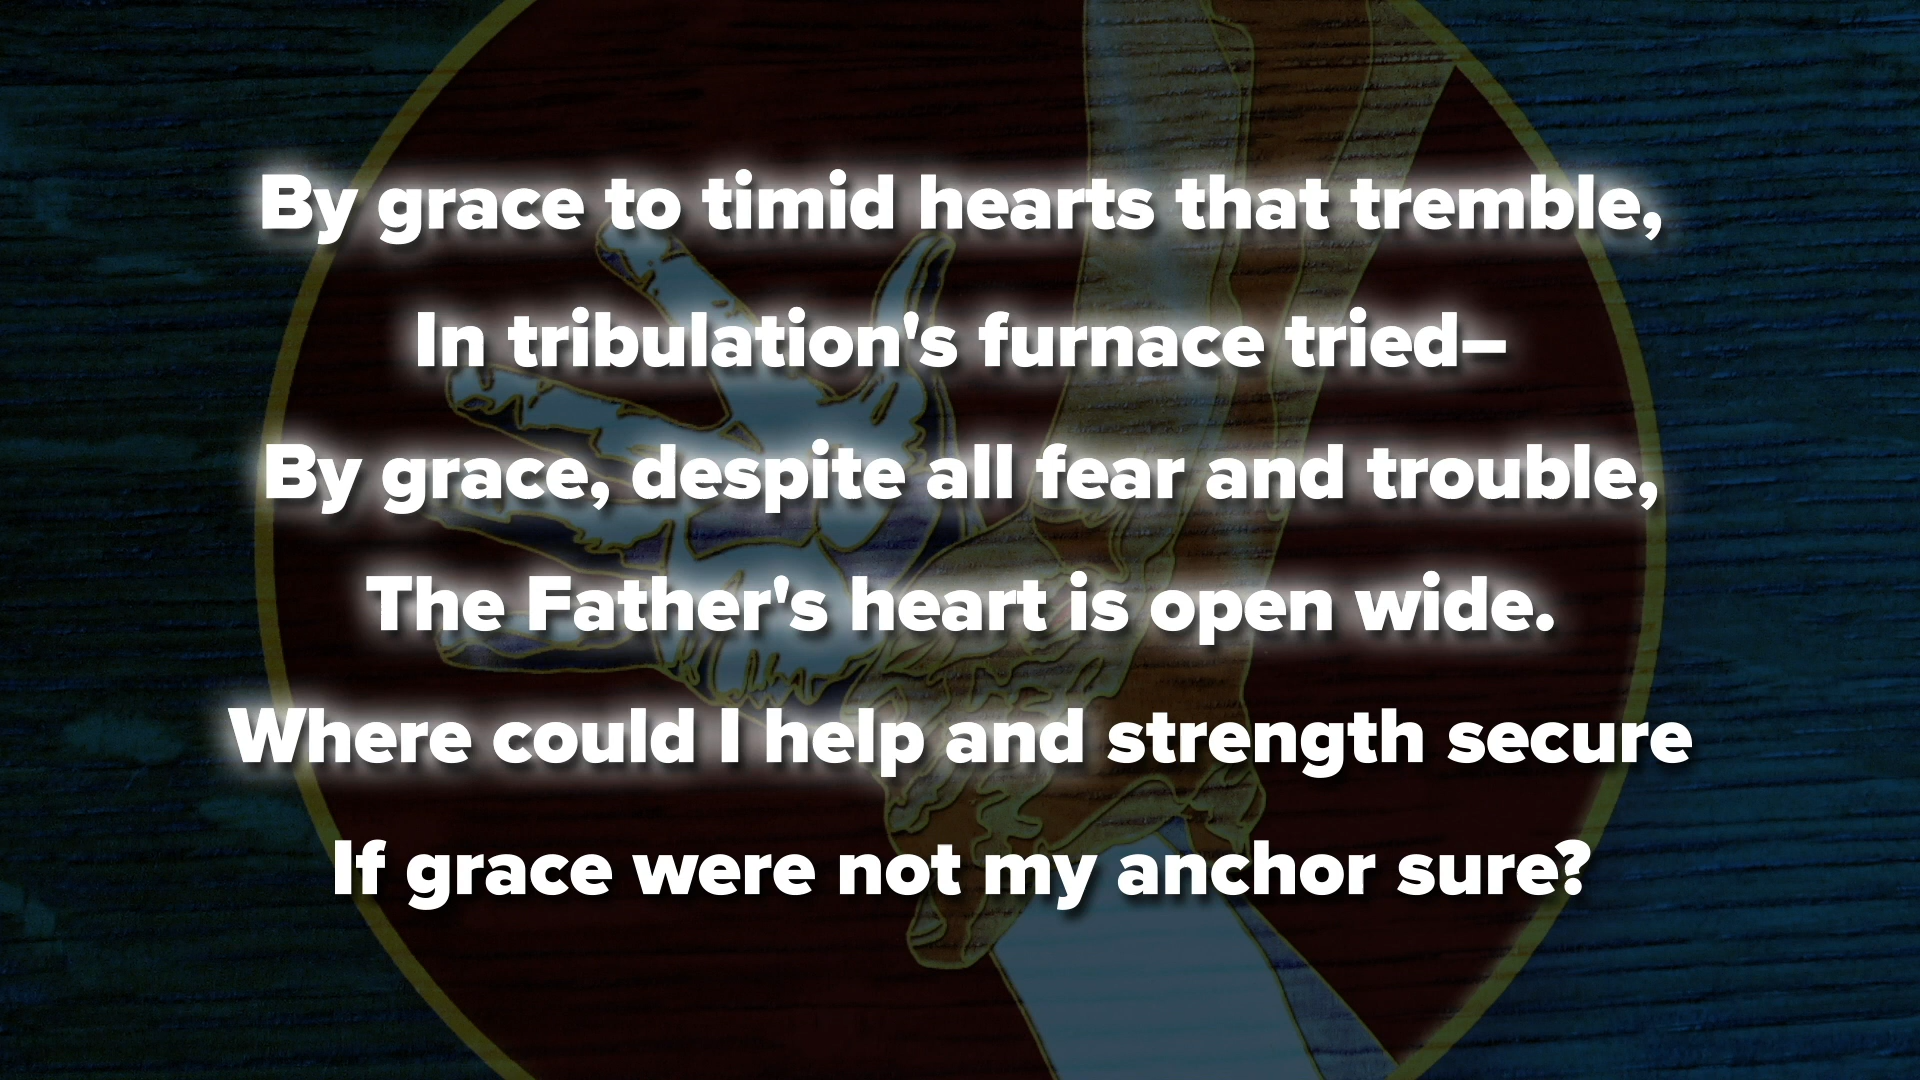 By grace to timid hearts that tremble,
In tribulation's furnace tried—
By grace, despite all fear and trouble,
The Father's heart is open wide.
Where could I help and strength secure
If grace were not my anchor sure?